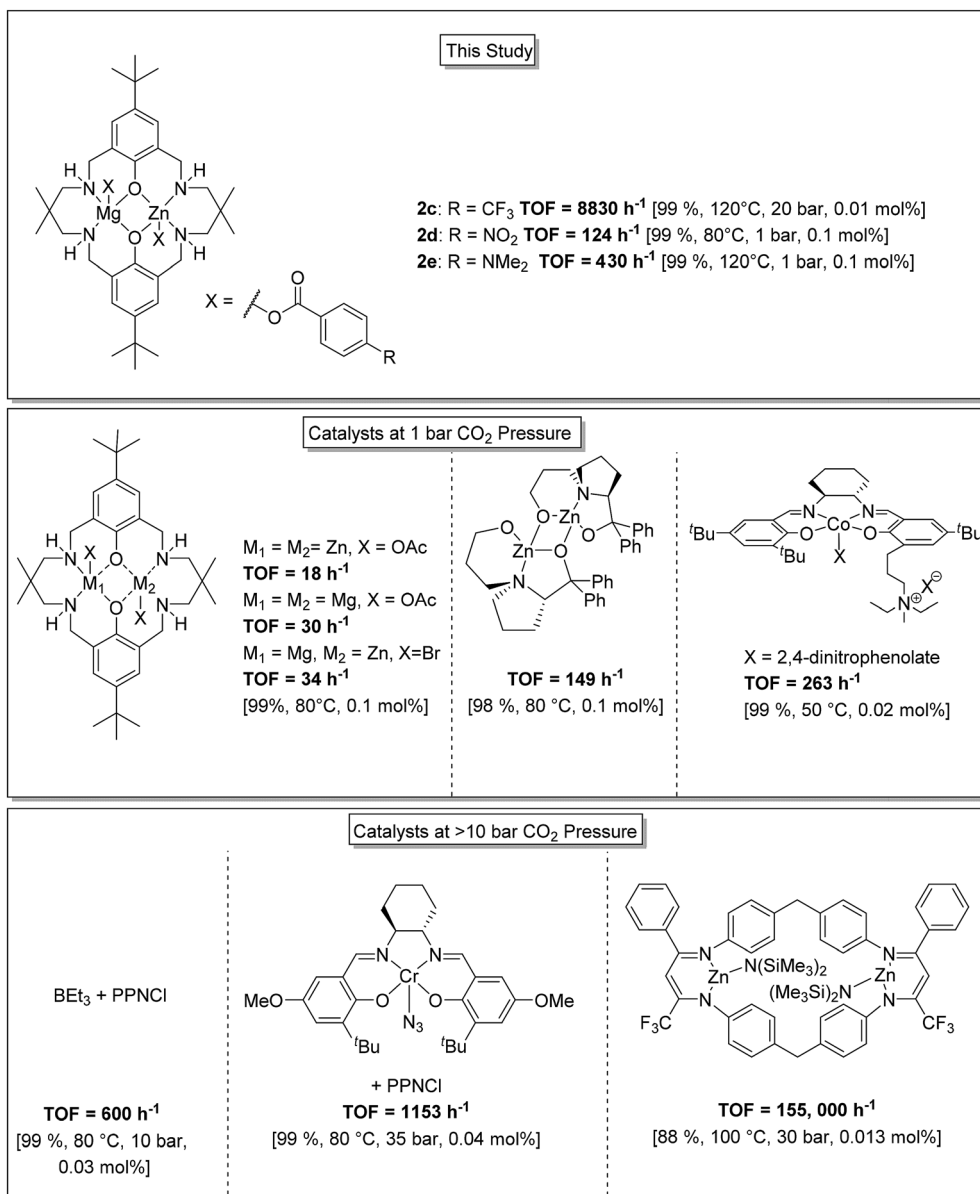 This Study
H
H
X
N
O
N
Mg
Zn
N
O
N
X
H
H
X =
O
O
R
2c: R = CF₃ TOF = 8830 h⁻¹ [99 %, 120°C, 20 bar, 0.01 mol%]
2d: R = NO₂ TOF = 124 h⁻¹ [99 %, 80°C, 1 bar, 0.1 mol%]
2e: R = NMe₂ TOF = 430 h⁻¹ [99 %, 120°C, 1 bar, 0.1 mol%]
Catalysts at 1 bar CO₂ Pressure
H
H
X
N
O
N
M₁
M₂
N
O
N
X
H
H
M₁ = M₂= Zn, X = OAc
TOF = 18 h⁻¹
M₁ = M₂ = Mg, X = OAc
TOF = 30 h⁻¹
M₁ = Mg, M₂ = Zn, X=Br
TOF = 34 h⁻¹
[99%, 80°C, 0.1 mol%]
N
O
Zn
O
Ph
Ph
O
Zn
O
N
Ph
Ph
TOF = 149 h⁻¹
[98 %, 80 °C, 0.1 mol%]
N
N
Co
ᵗBu
O
O
ᵗBu
ᵗBu
X
X⊖
N⊕
X = 2,4-dinitrophenolate
TOF = 263 h⁻¹
[99 %, 50 °C, 0.02 mol%]
Catalysts at >10 bar CO₂ Pressure
BEt₃ + PPNCl
TOF = 600 h⁻¹
[99 %, 80 °C, 10 bar,
0.03 mol%]
N
N
Cr
MeO
O
O
OMe
N₃
ᵗBu
ᵗBu
+ PPNCl
TOF = 1153 h⁻¹
[99 %, 80 °C, 35 bar, 0.04 mol%]
N
N
Zn
N(SiMe₃)₂
Zn
(Me₃Si)₂N
N
N
F₃C
CF₃
TOF = 155, 000 h⁻¹
[88 %, 100 °C, 30 bar, 0.013 mol%]